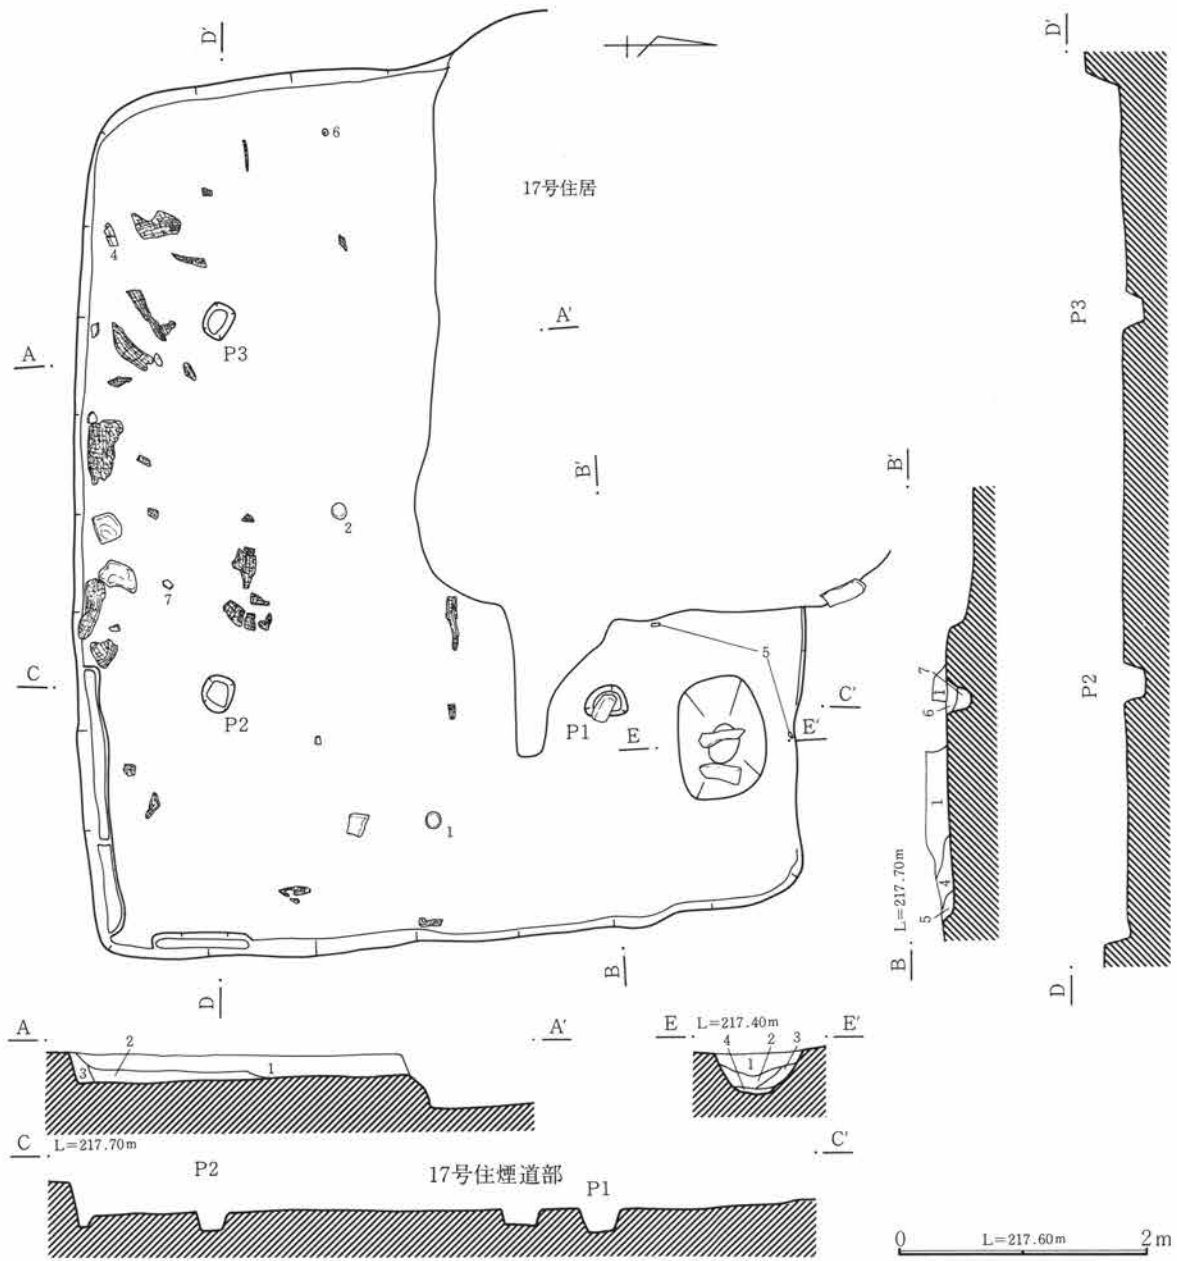 D'
6
17号住居
4
P3
A
A'
B'
2
7
C
P2
5
P1
C'
E
E'
1
D
B
D'
P3
P2
D
B'
7
1
6
1
4
5
B
L=217.70m
A
A'
2
1
3
E
L=217.40m
E'
4
2
3
1
C
L=217.70m
C'
P2
17号住煙道部
P1
0
L=217.60m
2m